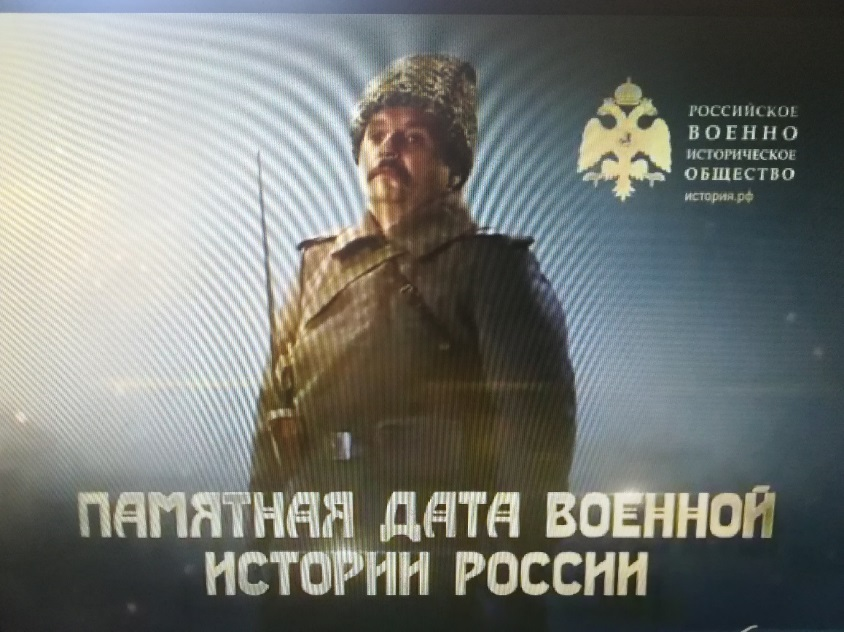 РОССИЙСКОЕ
ВОЕННО
ИСТОРИЧЕСКОЕ
ОБЩЕСТВО
история.рф
ПАМЯТНАЯ ДАТА ВОЕННОЙ
ИСТОРИИ РОССИИ